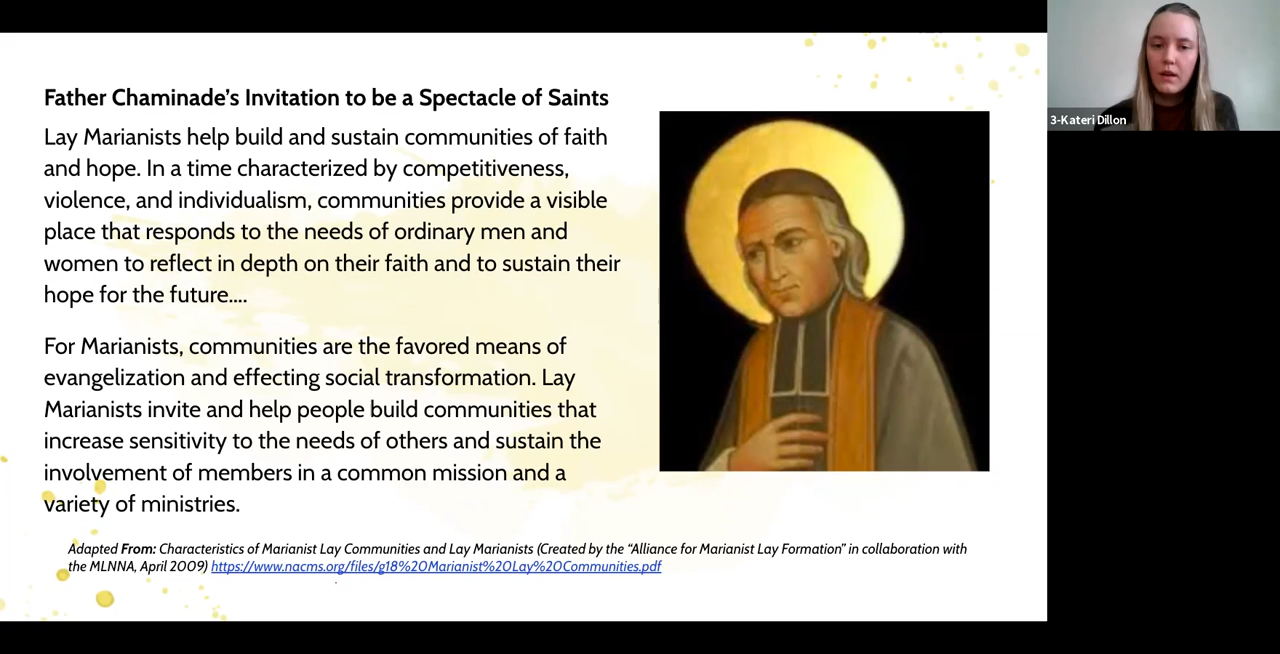 Father Chaminade's Invitation to be a Spectacle of Saints
Lay Marianists help build and sustain communities of faith
and hope. In a time characterized by competitiveness,
violence, and individualism, communities provide a visible
place that responds to the needs of ordinary men and
women to reflect in depth on their faith and to sustain their
hope for the future....
For Marianists, communities are the favored means of
evangelization and effecting social transformation. Lay
Marianists invite and help people build communities that
increase sensitivity to the needs of others and sustain the
involvement of members in a common mission and a
variety of ministries.
Adapted From: Characteristics of Marianist Lay Communities and Lay Marianists (Created by the “Alliance for Marianist Lay Formation” in collaboration with
the MLNNA, April 2009) https://www.nacms.org/files/g18%20Marianist%20Lay%20Communities.pdf
3-Kateri Dillon